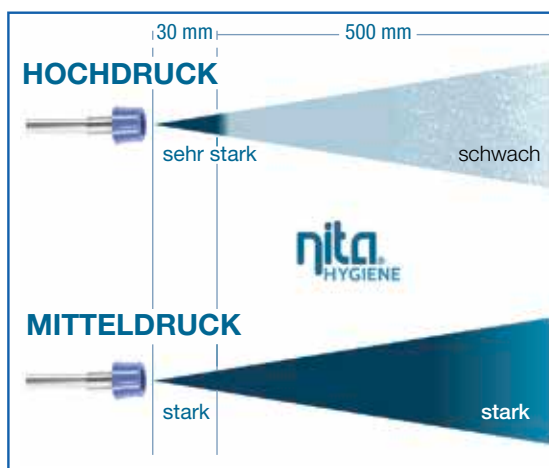 30 mm 500 mm
HOCHDRUCK
sehr stark schwach
nita®
HYGIENE
MITTELDRUCK
stark stark